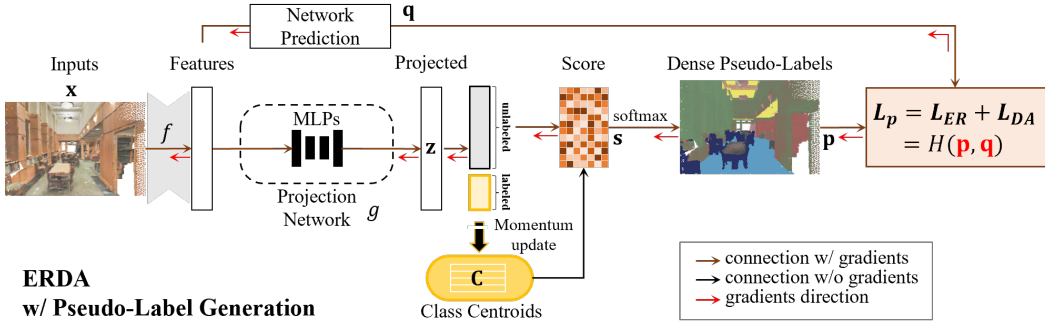 Network
Prediction
q
Inputs
x
Features
f
MLPs
Projection
Network g
Projected
z
unlabeled
labeled
Momentum
update
C
Class Centroids
Score
softmax
s
Dense Pseudo-Labels
p
L_p = L_ER + L_DA
= H(p, q)
ERDA
w/ Pseudo-Label Generation
connection w/ gradients
connection w/o gradients
gradients direction